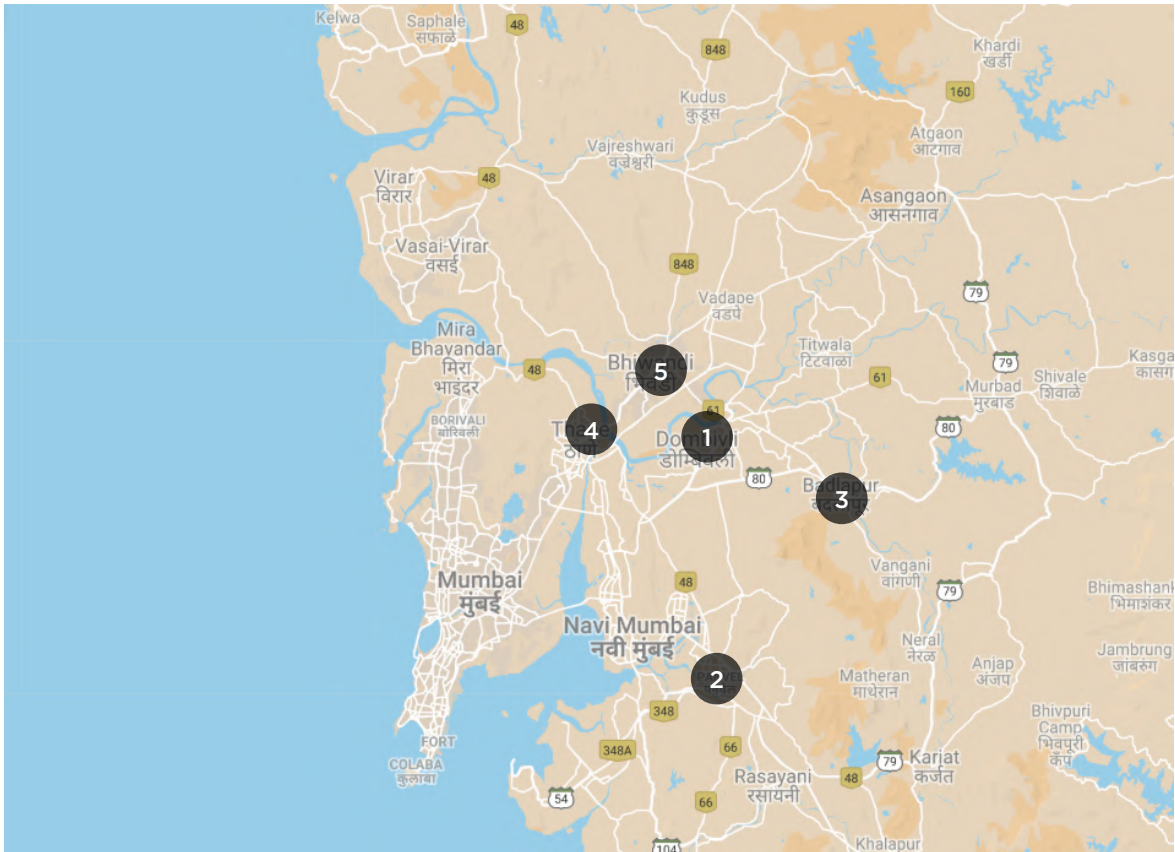 Kelwa
Saphale
सफाळे
48
848
Khardi
खर्डी
160
Kudus
कुडूस
Atgaon
आटगाव
Vajreshwari
वज्रेश्वरी
Virar
विरार
48
Asangaon
आसनगाव
Vasai-Virar
वसई
848
79
Vadape
वडपे
Mira
Bhayandar
मिरा
भाईंदर
Titwala
टिटवाळा
79
Kasga
कासग
48
Bhiwandi
5
61
Murbad
मुरबाड
Shivale
शिवाळे
BORIVALI
बोरिवली
61
4
ठाणे
1
डोम्बिवली
80
80
Badlapur
3
Vangani
वांगणी
Mumbai
मुंबई
48
79
Bhimashank
भिमाशंकर
Navi Mumbai
नवी मुंबई
Neral
नेरळ
Anjap
अंजप
Jambrung
जांबरुंग
2
Matheran
माथेरान
348
Bhivpuri
Camp
भिवपुरी
कॅंप
FORT
348A
66
COLABA
कुलाबा
79
Karjat
कर्जत
Rasayani
रसायनी
48
54
66
104
Khalapur